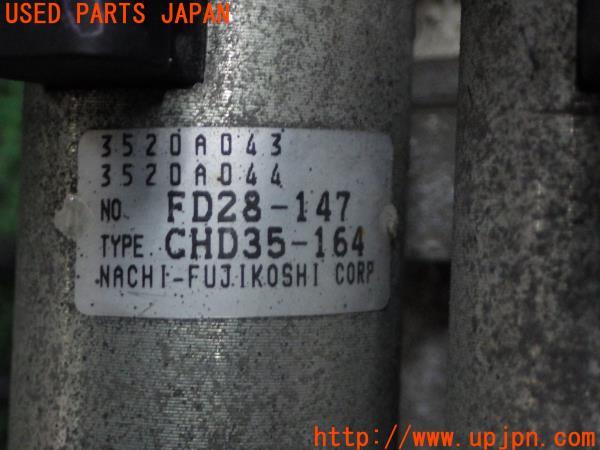 USED PARTS JAPAN
3520A043
3520A044
NO. FD28-147
TYPE. CHD35-164
NACHI-FUJIKOSHI CORP
http://www.upjpn.com/